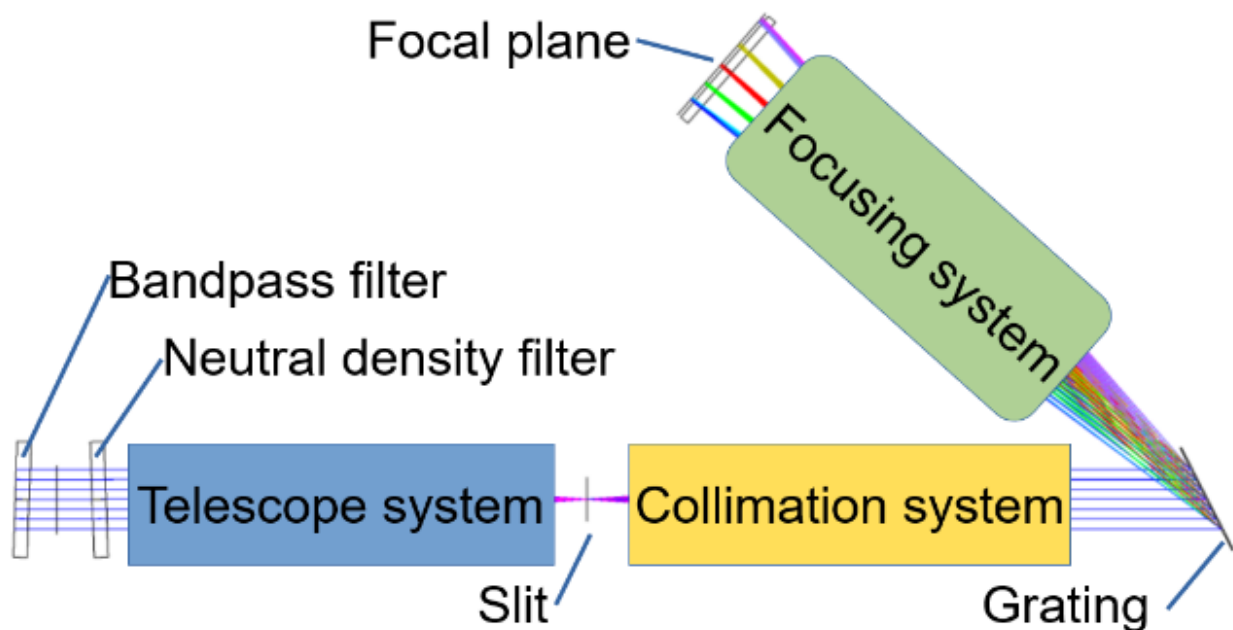 Focal plane
Focusing system
Bandpass filter
Neutral density filter
Telescope system
Collimation system
Slit
Grating